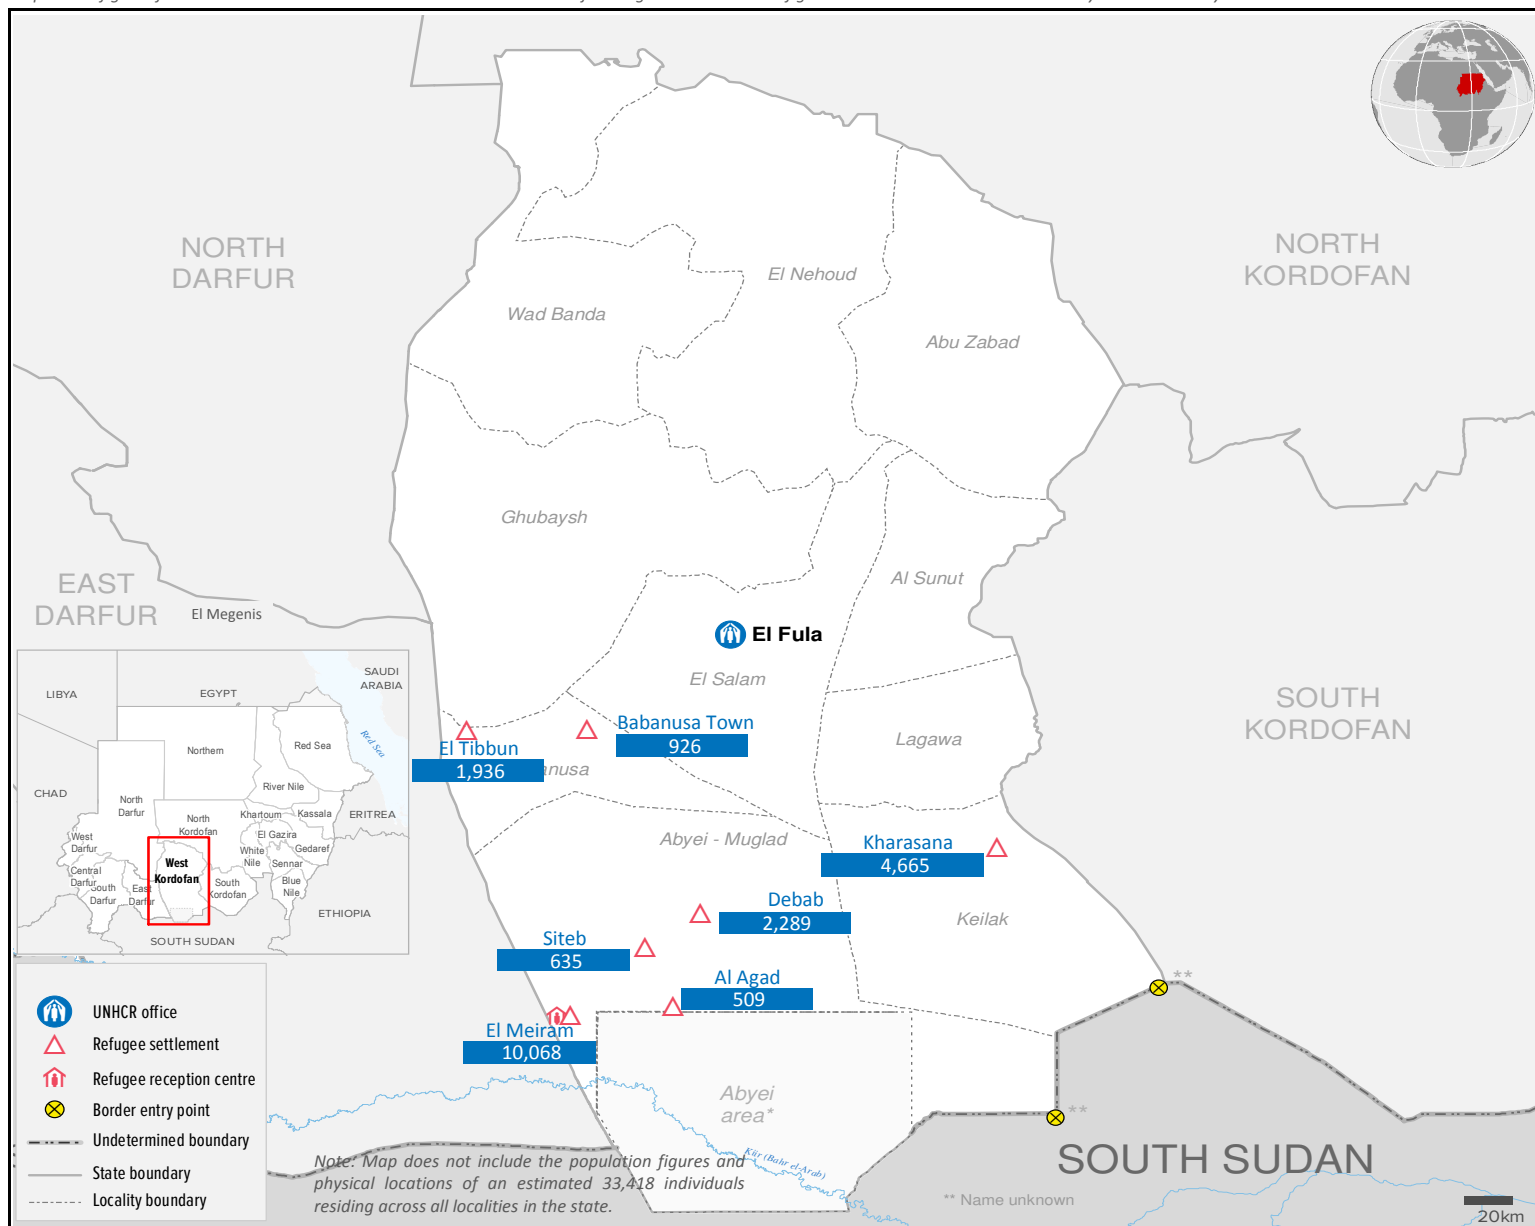 NORTH
DARFUR
NORTH
KORDOFAN
El Nehoud
Wad Banda
Abu Zabad
Ghubaysh
Al Sunut
EAST
DARFUR
El Megenis
El Fula
El Salam
SOUTH
KORDOFAN
Lagawa
Babanusa Town
926
El Tibbun
1,936
anusa
Abyei - Muglad
Kharasana
4,665
Keilak
Debab
2,289
Siteb
635
Al Agad
509
El Meiram
10,068
Abyei
area*
**
**
Kiir (Bahr el-Arab)
SOUTH SUDAN
** Name unknown
20km
LIBYA
EGYPT
SAUDI
ARABIA
Red Sea
Northern
Red Sea
CHAD
River Nile
North
Darfur
North
Kordofan
Khartoum
Kassala
ERITREA
West
Darfur
El Gazira
White
Nile
Gedaref
Sennar
West
Kordofan
Central
Darfur
South
Darfur
East
Darfur
South
Kordofan
Blue
Nile
ETHIOPIA
SOUTH SUDAN
UNHCR office
Refugee settlement
Refugee reception centre
Border entry point
Undetermined boundary
State boundary
Locality boundary
Note: Map does not include the population figures and
physical locations of an estimated 33,418 individuals
residing across all localities in the state.